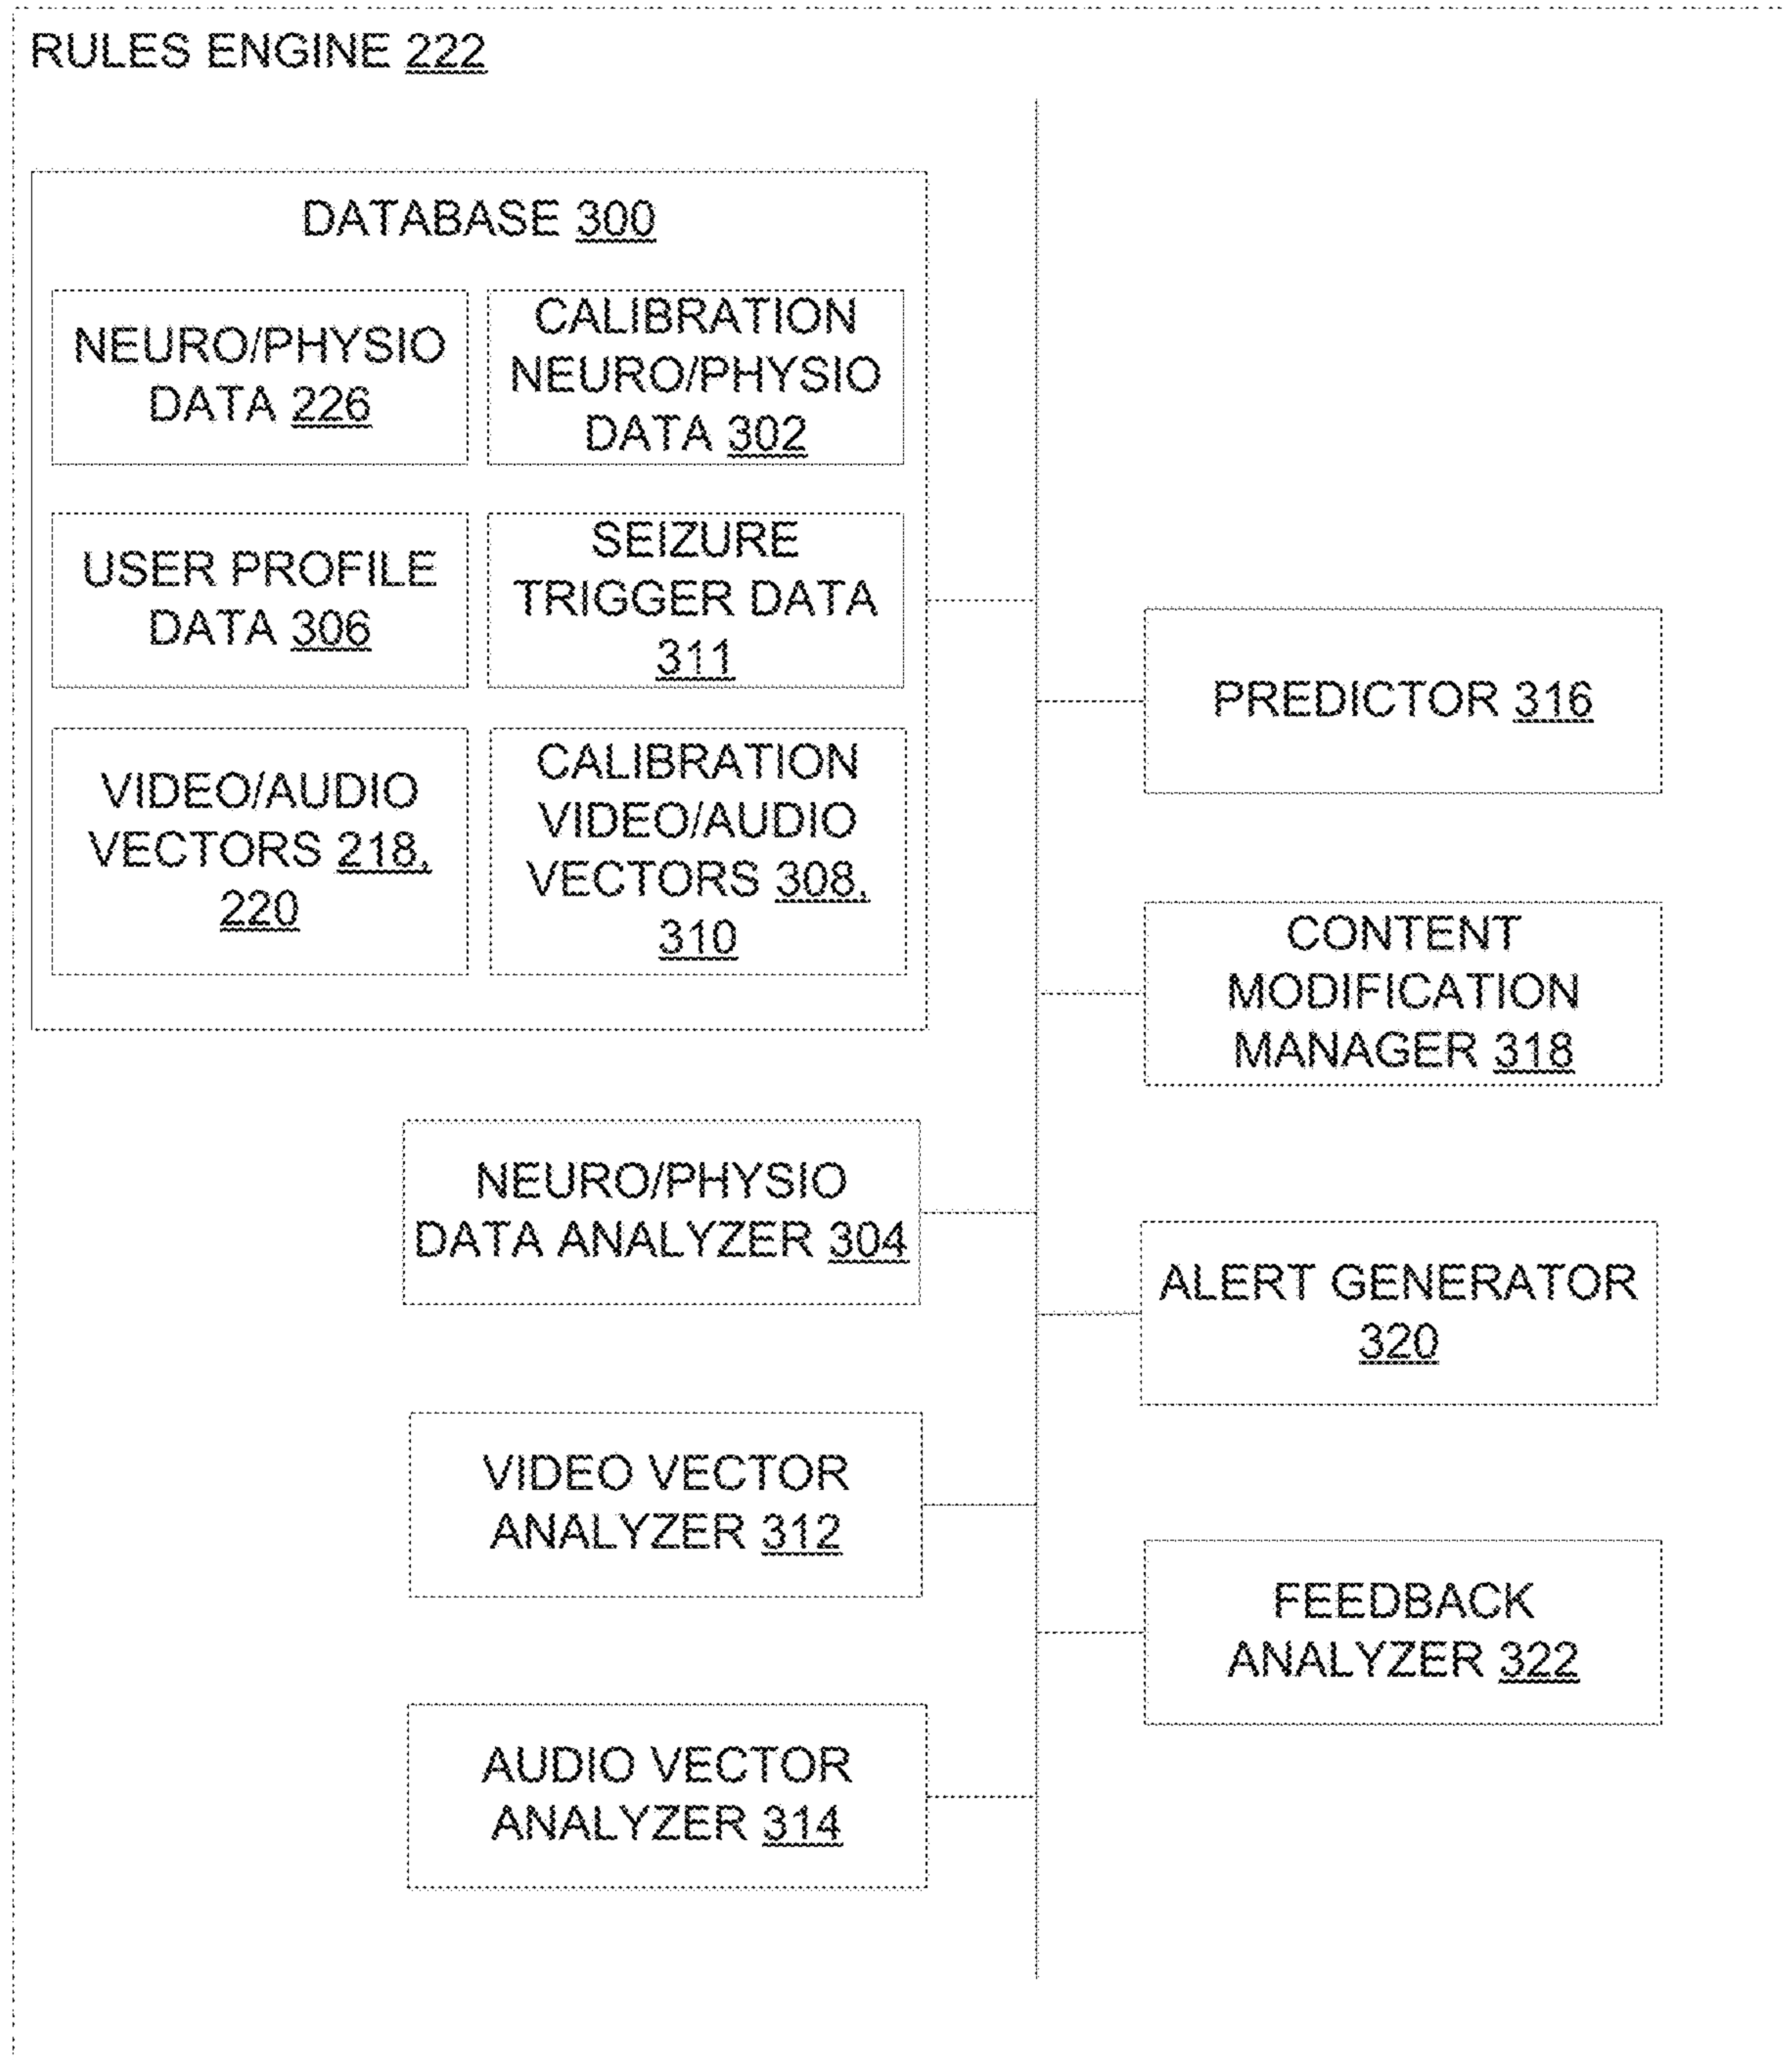 RULES ENGINE 222
DATABASE 300
NEURO/PHYSIO
DATA 226
CALIBRATION
NEURO/PHYSIO
DATA 302
USER PROFILE
DATA 306
SEIZURE
TRIGGER DATA
311
VIDEO/AUDIO
VECTORS 218,
220
CALIBRATION
VIDEO/AUDIO
VECTORS 308,
310
NEURO/PHYSIO
DATA ANALYZER 304
VIDEO VECTOR
ANALYZER 312
AUDIO VECTOR
ANALYZER 314
PREDICTOR 316
CONTENT
MODIFICATION
MANAGER 318
ALERT GENERATOR
320
FEEDBACK
ANALYZER 322